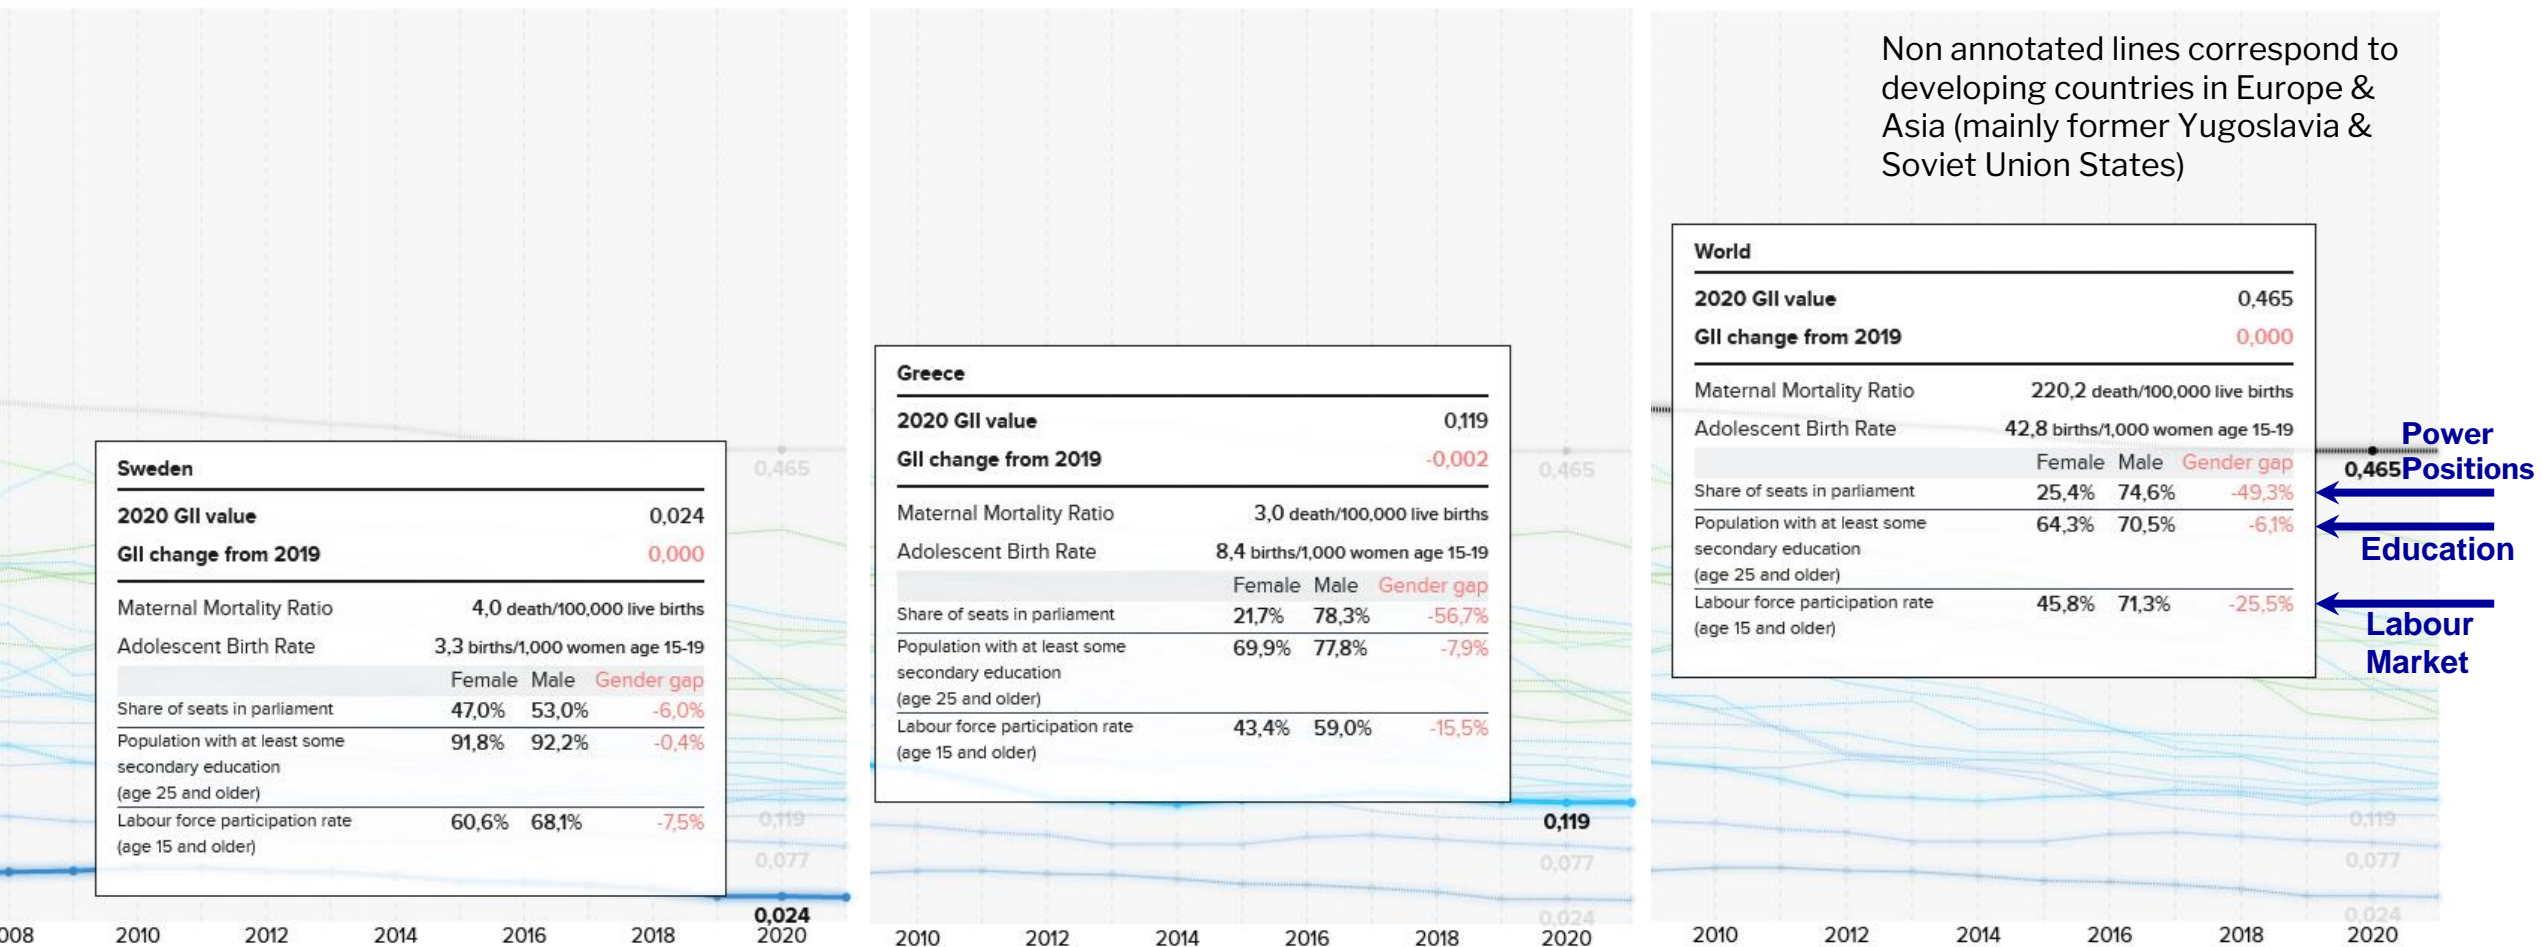 Non annotated lines correspond to
developing countries in Europe &
Asia (mainly former Yugoslavia &
Soviet Union States)
Sweden
2020 GII value 0,024
GII change from 2019 0,000
Maternal Mortality Ratio 4,0 death/100,000 live births
Adolescent Birth Rate 3,3 births/1,000 women age 15-19
Female Male Gender gap
Share of seats in parliament 47,0% 53,0% -6,0%
Population with at least some 91,8% 92,2% -0,4%
secondary education
(age 25 and older)
Labour force participation rate 60,6% 68,1% -7,5%
(age 15 and older)
0,465
0,119
0,077
0,024
008 2010 2012 2014 2016 2018 2020
Greece
2020 GII value 0,119
GII change from 2019 -0,002
Maternal Mortality Ratio 3,0 death/100,000 live births
Adolescent Birth Rate 8,4 births/1,000 women age 15-19
Female Male Gender gap
Share of seats in parliament 21,7% 78,3% -56,7%
Population with at least some 69,9% 77,8% -7,9%
secondary education
(age 25 and older)
Labour force participation rate 43,4% 59,0% -15,5%
(age 15 and older)
0,465
0,119
0,077
0,024
2010 2012 2014 2016 2018 2020
World
2020 GII value 0,465
GII change from 2019 0,000
Maternal Mortality Ratio 220,2 death/100,000 live births
Adolescent Birth Rate 42,8 births/1,000 women age 15-19
Female Male Gender gap
Share of seats in parliament 25,4% 74,6% -49,3%
Population with at least some 64,3% 70,5% -6,1%
secondary education
(age 25 and older)
Labour force participation rate 45,8% 71,3% -25,5%
(age 15 and older)
Power
0,465 Positions
Education
Labour
Market
0,119
0,077
0,024
2010 2012 2014 2016 2018 2020